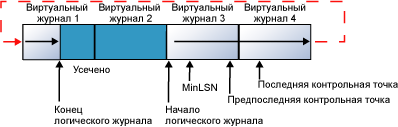 Виртуальный журнал 1
Виртуальный журнал 2
Виртуальный журнал 3
Виртуальный журнал 4
Усечено
MinLSN
Последняя контрольная точка
Предпоследняя контрольная точка
Конец
логического журнала
Начало
логического журнала